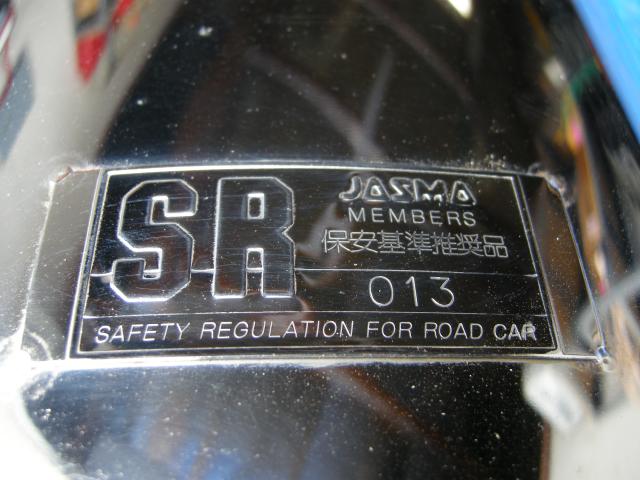 SR
JASMA
MEMBERS
保安基準推奨品
013
SAFETY REGULATION FOR ROAD CAR